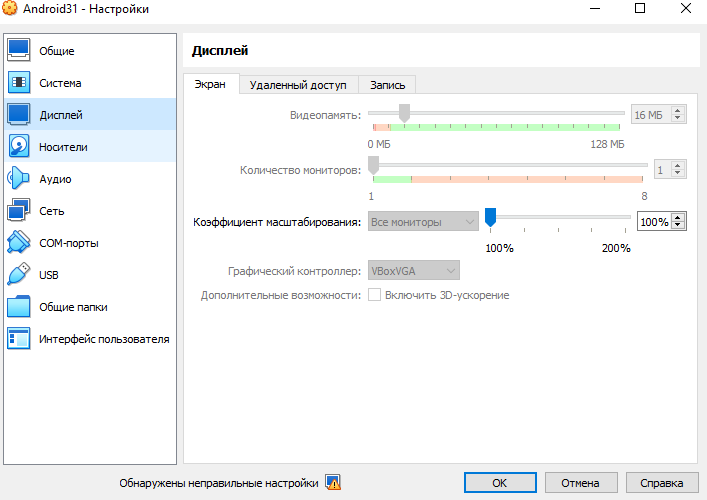 Android31 - Настройки
Общие
Система
Дисплей
Носители
Аудио
Сеть
COM-порты
USB
Общие папки
Интерфейс пользователя
Дисплей
Экран Удаленный доступ Запись
Видеопамять: 16 МБ
0 МБ 128 МБ
Количество мониторов: 1
1 8
Коэффициент масштабирования: Все мониторы 100%
100% 200%
Графический контроллер: VBoxVGA
Дополнительные возможности: Включить 3D-ускорение
Обнаружены неправильные настройки OK Отмена Справка